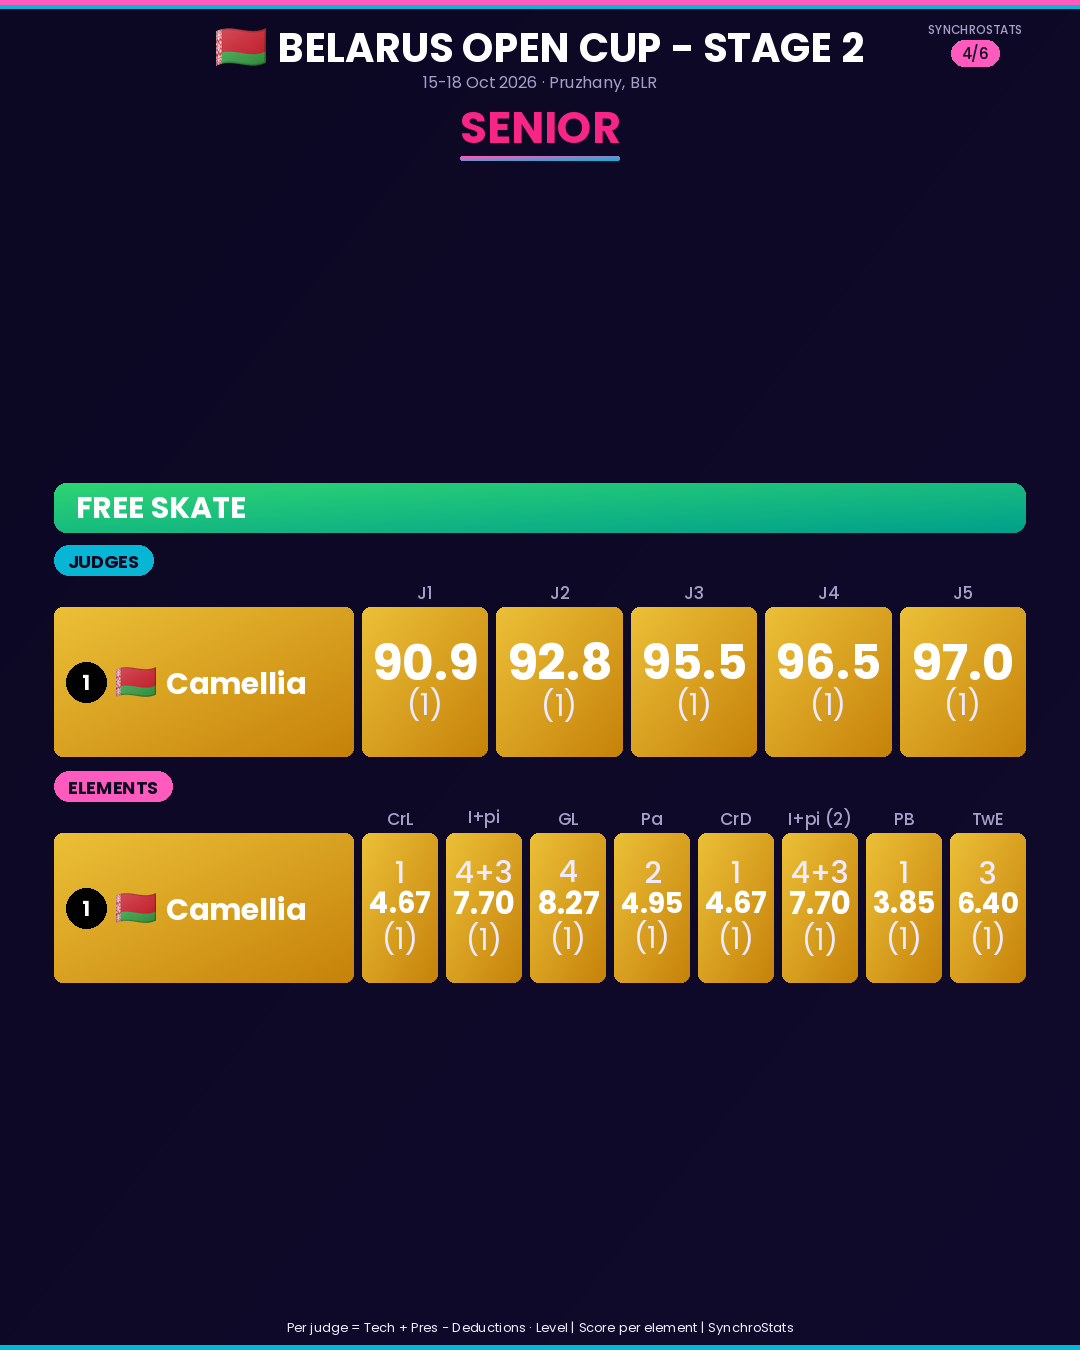 BELARUS OPEN CUP - STAGE 2
SYNCHROSTATS
4/6
15-18 Oct 2026 · Pruzhany, BLR
SENIOR
FREE SKATE
JUDGES
J1 J2 J3 J4 J5
1 Camellia 90.9 92.8 95.5 96.5 97.0
(1) (1) (1) (1) (1)
ELEMENTS
CrL I+pi GL Pa CrD I+pi (2) PB TwE
1 4+3 4 2 1 4+3 1 3
1 Camellia 4.67 7.70 8.27 4.95 4.67 7.70 3.85 6.40
(1) (1) (1) (1) (1) (1) (1) (1)
Per judge = Tech + Pres - Deductions · Level | Score per element | SynchroStats